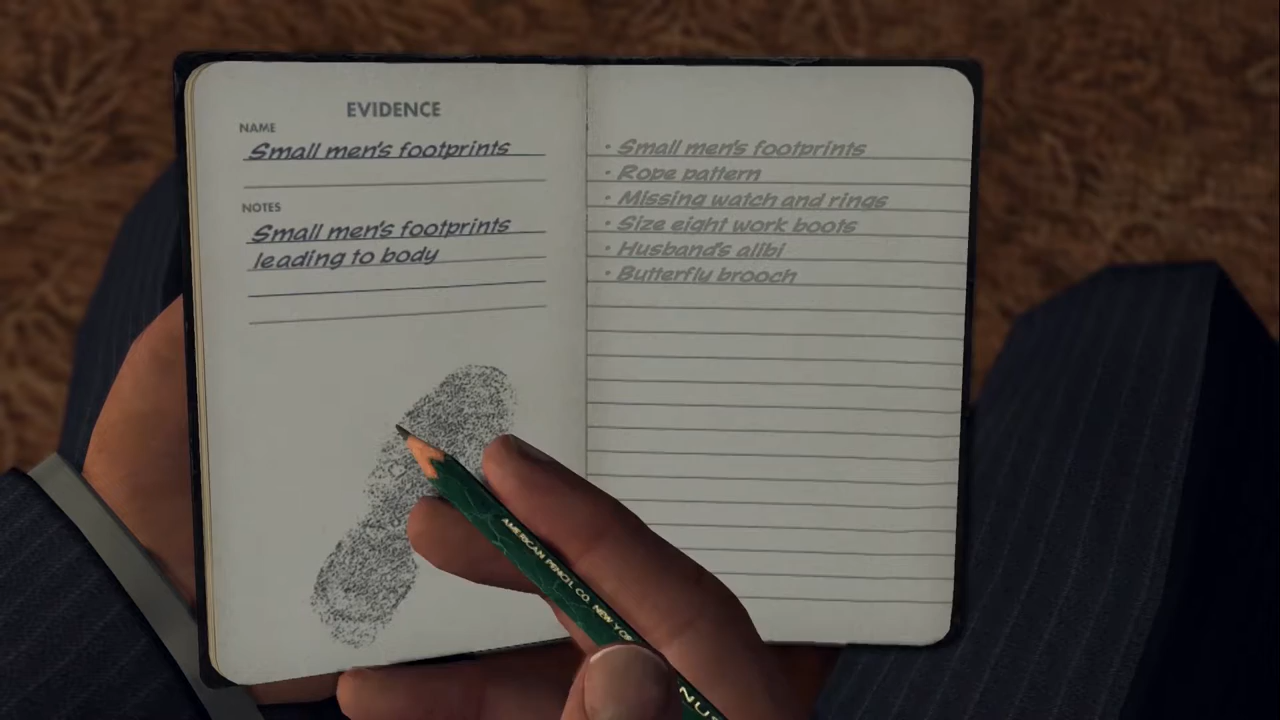 EVIDENCE
NAME
Small men's footprints
NOTES
Small men's footprints
leading to body
• Small men's footprints
• Rope pattern
• Missing watch and rings
• Size eight work boots
• Husband's alibi
• Butterfly brooch
AMERICAN PENCIL CO. NEW YO